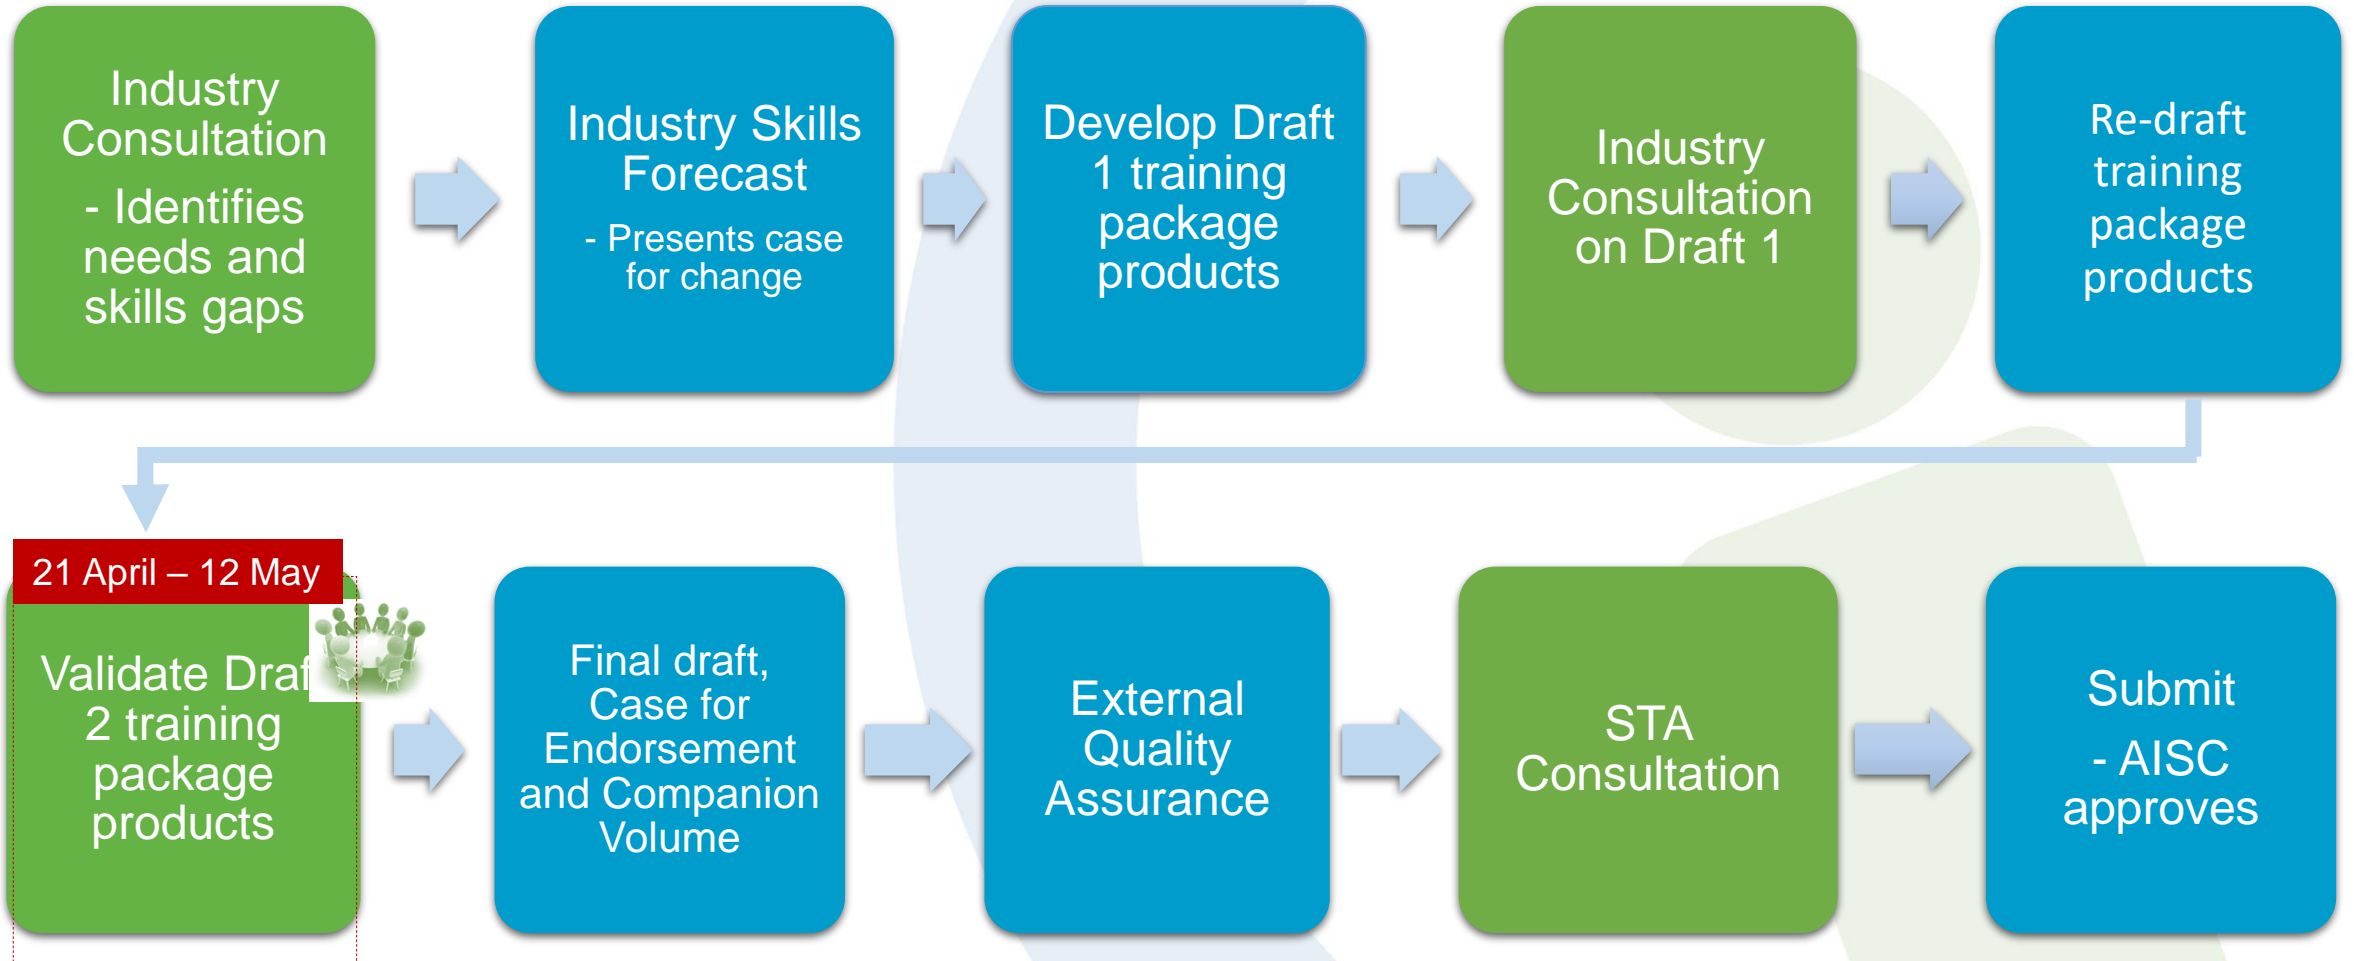 Industry
Consultation
- Identifies
needs and
skills gaps
Industry Skills
Forecast
- Presents case
for change
Develop Draft
1 training
package
products
Industry
Consultation
on Draft 1
Re-draft
training
package
products
21 April – 12 May
Validate Draf
2 training
package
products
Final draft,
Case for
Endorsement
and Companion
Volume
External
Quality
Assurance
STA
Consultation
Submit
- AISC
approves